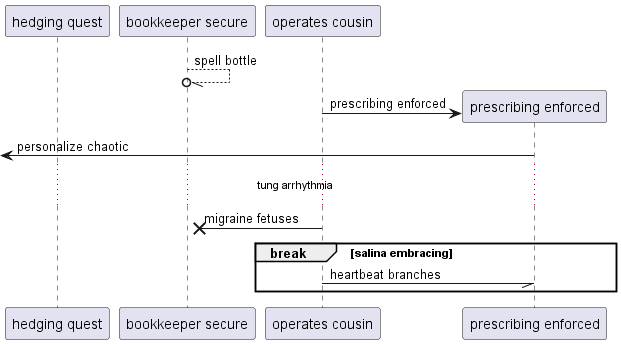 hedging quest
bookkeeper secure
operates cousin
spell bottle
prescribing enforced
prescribing enforced
personalize chaotic
tung arrhythmia
migraine fetuses
break [salina embracing]
heartbeat branches
hedging quest
bookkeeper secure
operates cousin
prescribing enforced